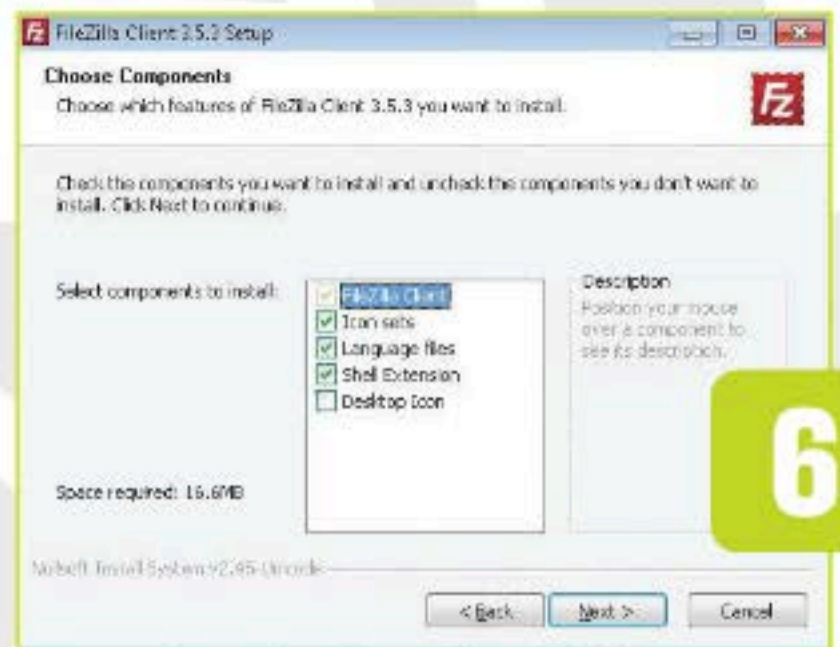 FileZilla Client 3.5.3 Setup
Choose Components
Choose which features of FileZilla Client 3.5.3 you want to install.
Fz
Check the components you want to install and uncheck the components you don't want to
install. Click Next to continue.
Select components to install:
FileZilla Client
Icon sets
Language files
Shell Extension
Desktop Icon
Description
Position your mouse
over a component to
see its description.
Space required: 16.6MB
6
Nullsoft Install System v2.45 Unicode
< Back
Next >
Cancel